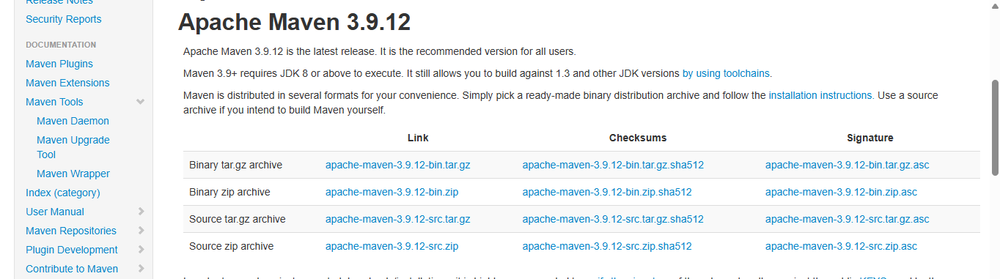 Release Notes
Security Reports
DOCUMENTATION
Maven Plugins
Maven Extensions
Maven Tools
Maven Daemon
Maven Upgrade
Tool
Maven Wrapper
Index (category)
User Manual
Maven Repositories
Plugin Development
Contribute to Maven
Apache Maven 3.9.12
Apache Maven 3.9.12 is the latest release. It is the recommended version for all users.
Maven 3.9+ requires JDK 8 or above to execute. It still allows you to build against 1.3 and other JDK versions by using toolchains.
Maven is distributed in several formats for your convenience. Simply pick a ready-made binary distribution archive and follow the installation instructions. Use a source
archive if you intend to build Maven yourself.
Link Checksums Signature
Binary tar.gz archive apache-maven-3.9.12-bin.tar.gz apache-maven-3.9.12-bin.tar.gz.sha512 apache-maven-3.9.12-bin.tar.gz.asc
Binary zip archive apache-maven-3.9.12-bin.zip apache-maven-3.9.12-bin.zip.sha512 apache-maven-3.9.12-bin.zip.asc
Source tar.gz archive apache-maven-3.9.12-src.tar.gz apache-maven-3.9.12-src.tar.gz.sha512 apache-maven-3.9.12-src.tar.gz.asc
Source zip archive apache-maven-3.9.12-src.zip apache-maven-3.9.12-src.zip.sha512 apache-maven-3.9.12-src.zip.asc